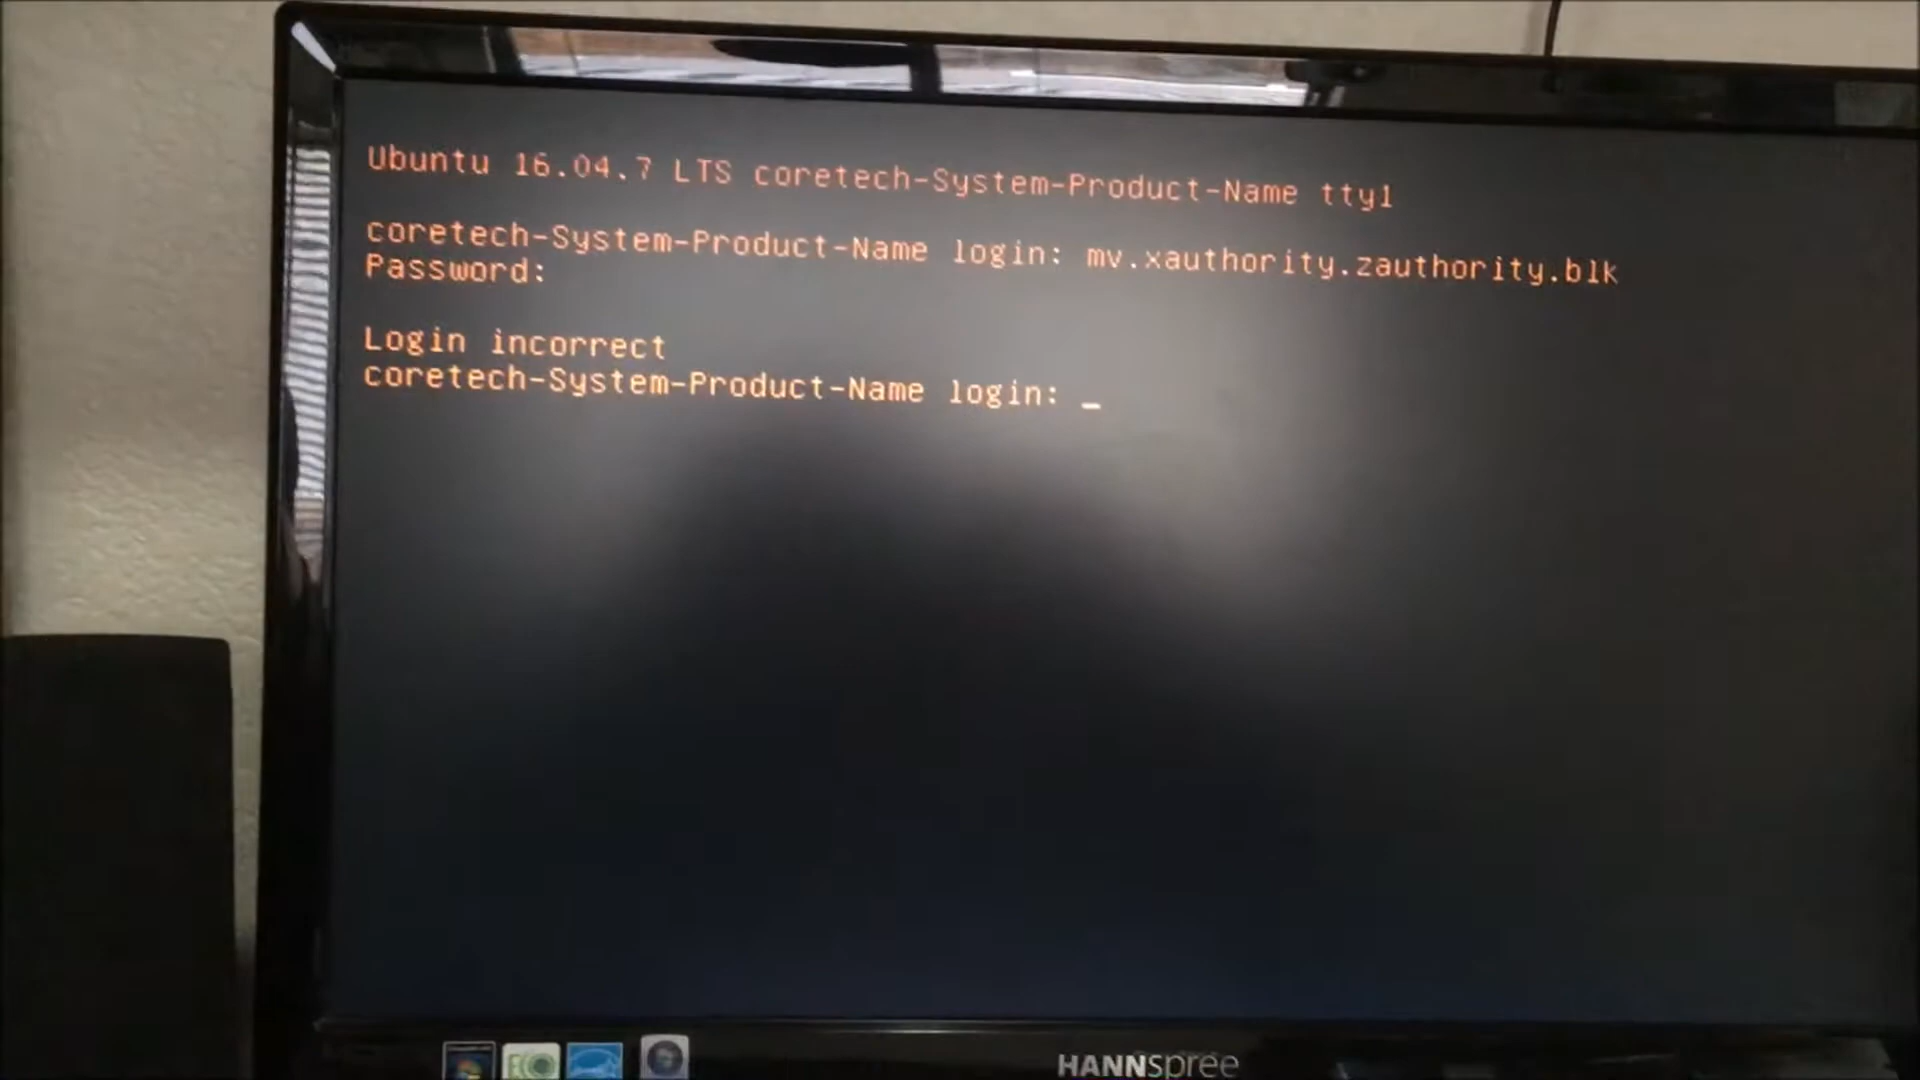 Ubuntu 16.04.7 LTS coretech-System-Product-Name tty1
coretech-System-Product-Name login: mv.xauthority.zauthority.blk
Password:
Login incorrect
coretech-System-Product-Name login: _
HANNspree